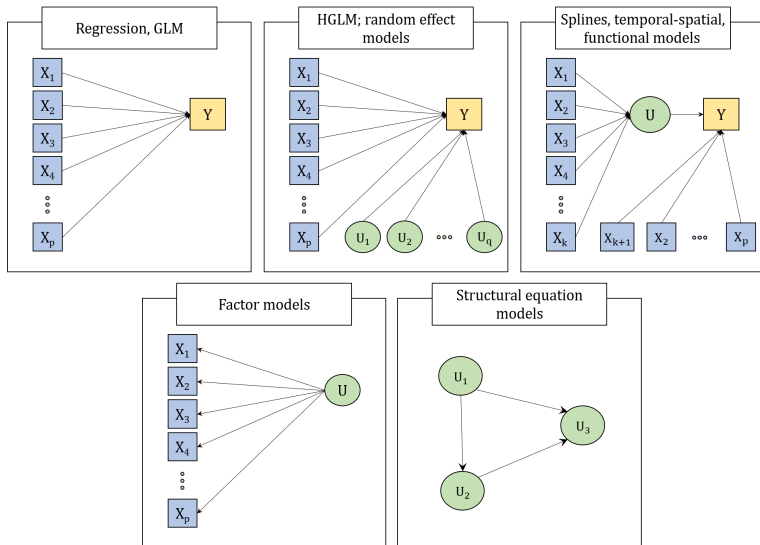 Regression, GLM
X1
X2
X3
X4
Xp
Y
HGLM; random effect
models
X1
X2
X3
X4
Xp
Y
U1
U2
Uq
Splines, temporal-spatial,
functional models
X1
X2
X3
X4
Xk
U
Y
Xk+1
X2
Xp
Factor models
X1
X2
X3
X4
Xp
U
Structural equation
models
U1
U2
U3